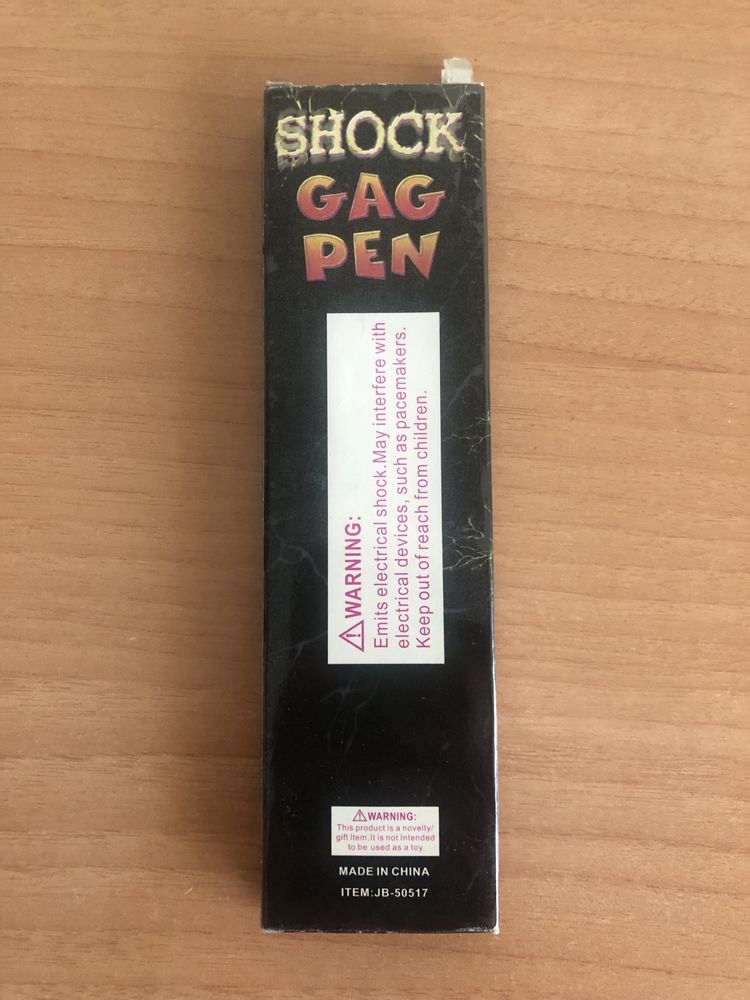 SHOCK
GAG
PEN
⚠WARNING:
Emits electrical shock.May interfere with
electrical devices, such as pacemakers.
Keep out of reach from children.
⚠WARNING:
This product is a novelty/
gift Item,It is not Intended
to be used as a toy.
MADE IN CHINA
ITEM:JB-50517